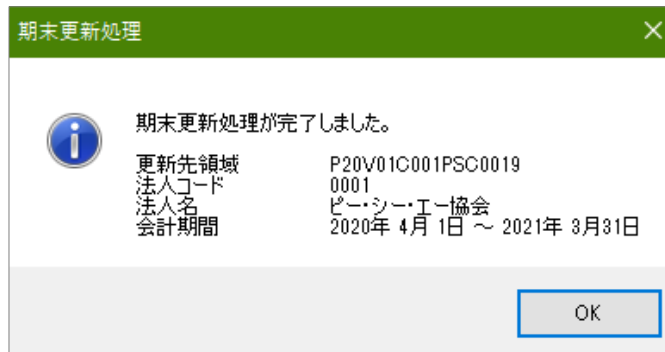 期末更新処理
期末更新処理が完了しました。
更新先領域 P20V01C001PSC0019
法人コード 0001
法人名 ピー・シー・エー協会
会計期間 2020年 4月 1日 ～ 2021年 3月31日
OK